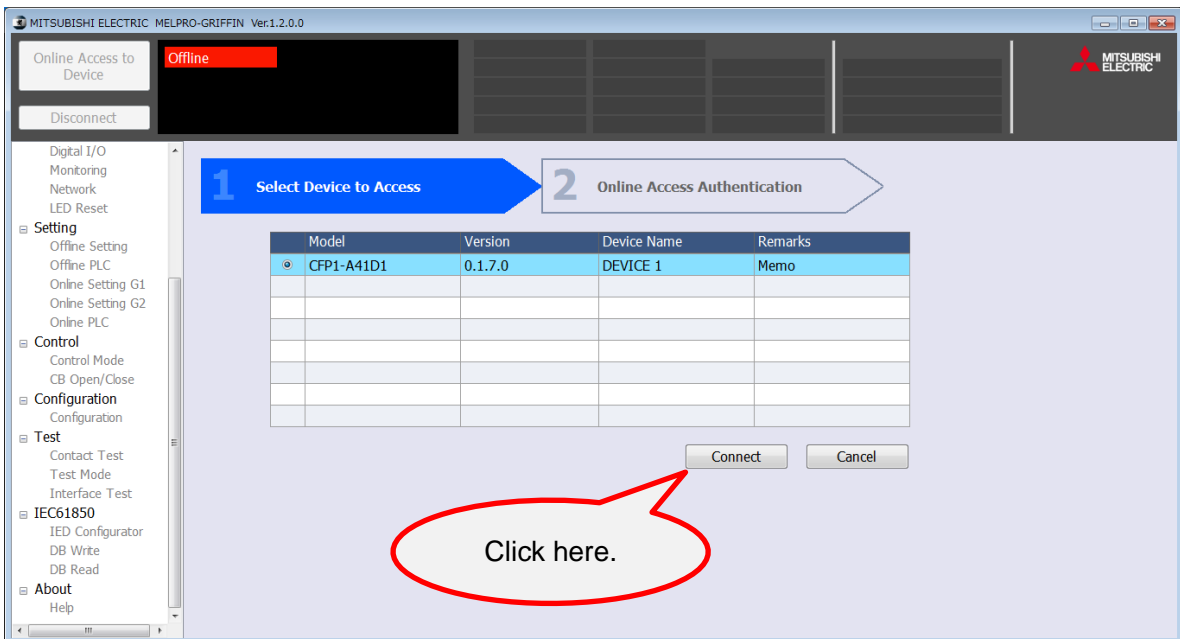 MITSUBISHI ELECTRIC MELPRO-GRIFFIN Ver.1.2.0.0
Online Access to
Device
Disconnect
Offline
MITSUBISHI
ELECTRIC
Digital I/O
Monitoring
Network
LED Reset
Setting
Offline Setting
Offline PLC
Online Setting G1
Online Setting G2
Online PLC
Control
Control Mode
CB Open/Close
Configuration
Configuration
Test
Contact Test
Test Mode
Interface Test
IEC61850
IED Configurator
DB Write
DB Read
About
Help
1 Select Device to Access
2 Online Access Authentication
Model Version Device Name Remarks
CFP1-A41D1 0.1.7.0 DEVICE 1 Memo
Connect Cancel
Click here.